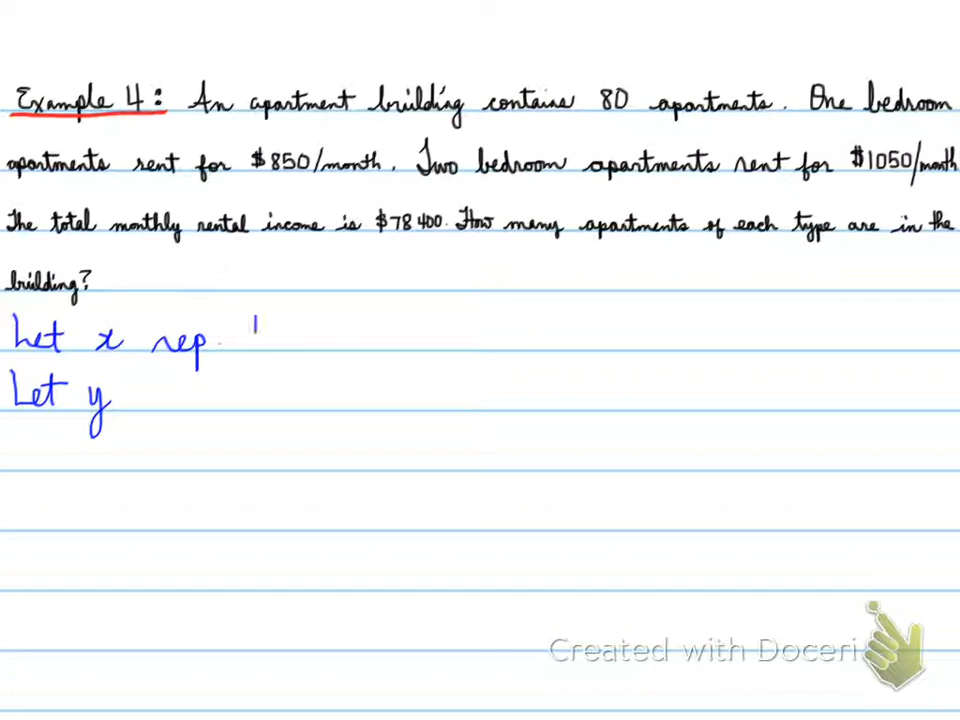 Example 4: An apartment building contains 80 apartments. One bedroom
apartments rent for $850/month. Two bedroom apartments rent for $1050/month
The total monthly rental income is $78 400. How many apartments of each type are in the
building?
Let x rep. 1
Let y
Created with Doceri